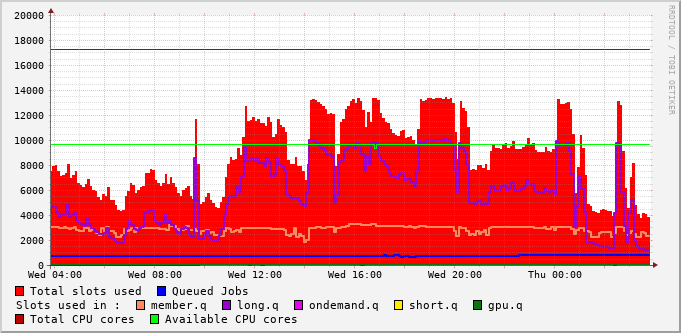 20000
18000
16000
14000
12000
10000
8000
6000
4000
2000
0
Wed 04:00 Wed 08:00 Wed 12:00 Wed 16:00 Wed 20:00 Thu 00:00
Total slots used Queued Jobs
Slots used in : member.q long.q ondemand.q short.q gpu.q
Total CPU cores Available CPU cores
RRDTOOL / TOBI OETIKER